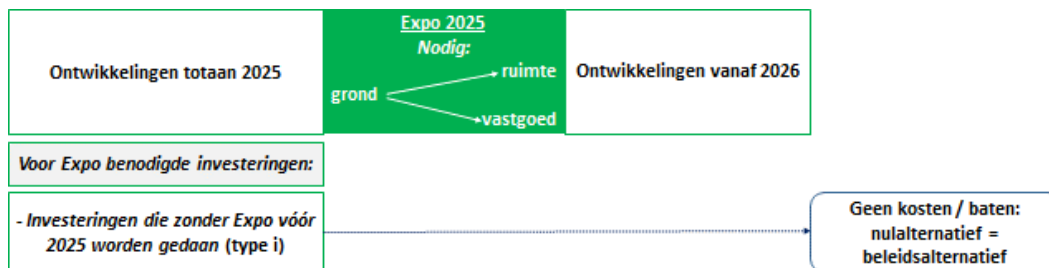 Expo 2025
Nodig:
Ontwikkelingen totaan 2025
ruimte
Ontwikkelingen vanaf 2026
grond
vastgoed
Voor Expo benodigde investeringen:
- Investeringen die zonder Expo vóór
2025 worden gedaan (type i)
Geen kosten / baten:
nulalternatief =
beleidsalternatief